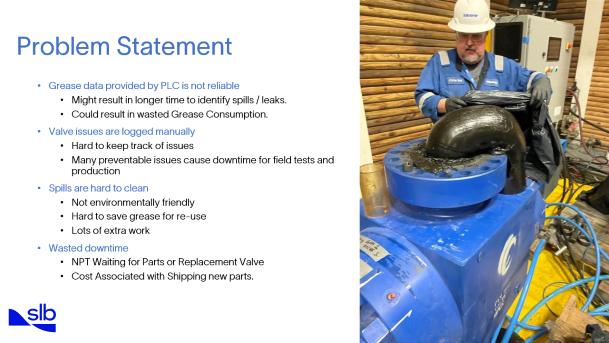 Problem Statement
• Grease data provided by PLC is not reliable
• Might result in longer time to identify spills / leaks.
• Could result in wasted Grease Consumption.
• Valve issues are logged manually
• Hard to keep track of issues
• Many preventable issues cause downtime for field tests and
production
• Spills are hard to clean
• Not environmentally friendly
• Hard to save grease for re-use
• Lots of extra work
• Wasted downtime
• NPT Waiting for Parts or Replacement Valve
• Cost Associated with Shipping new parts.
slb